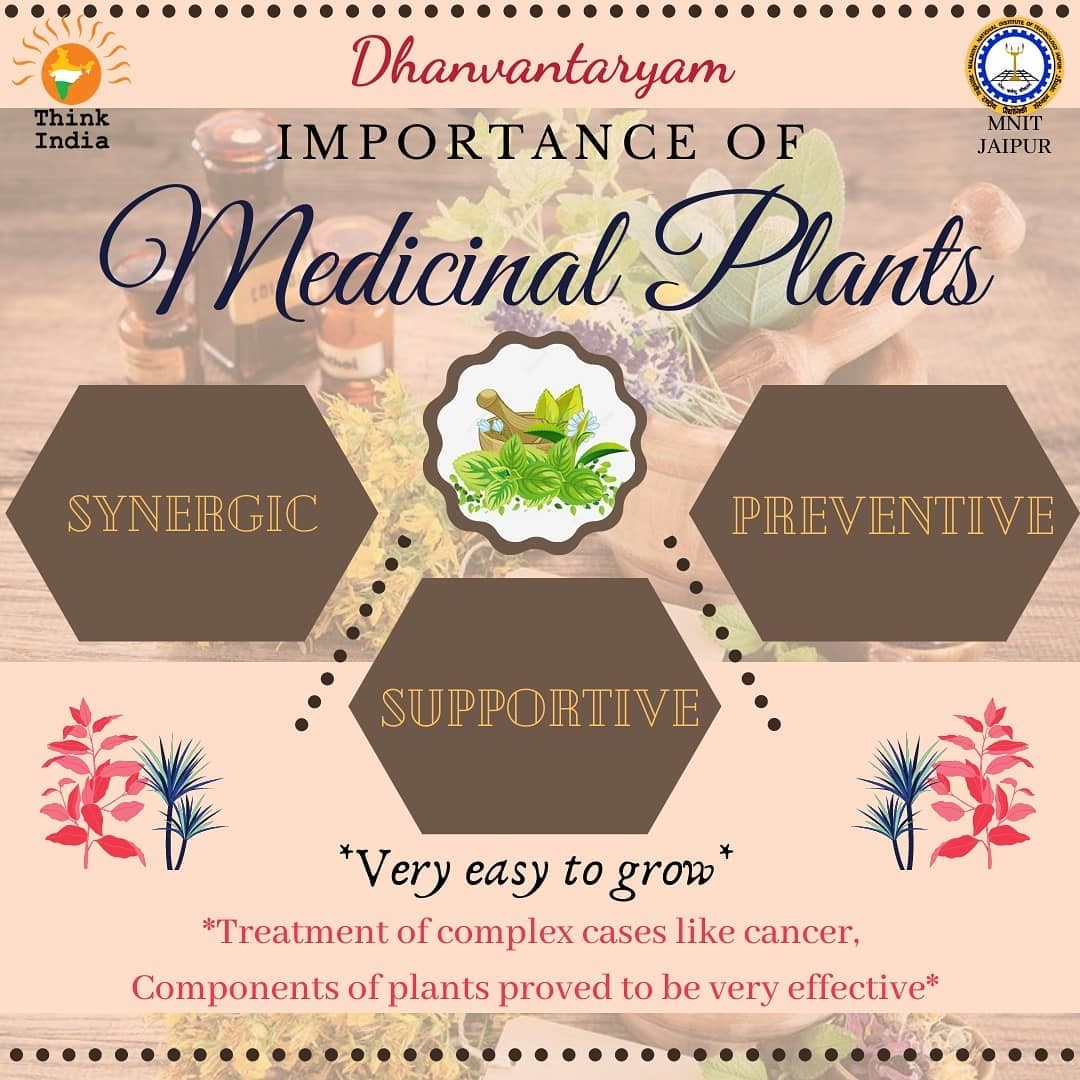 Dhanvantaryam
Think
India
MNIT
JAIPUR
IMPORTANCE OF
Medicinal Plants
SYNERGIC
PREVENTIVE
SUPPORTIVE
*Very easy to grow*
*Treatment of complex cases like cancer,
Components of plants proved to be very effective*